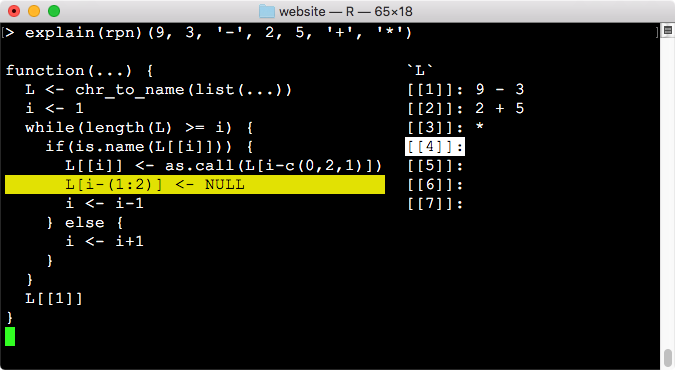 website — R — 65×18
[> explain(rpn)(9, 3, '-', 2, 5, '+', '*') ]
function(...) {
  L <- chr_to_name(list(...))
  i <- 1
  while(length(L) >= i) {
    if(is.name(L[[i]])) {
      L[[i]] <- as.call(L[i-c(0,2,1)])
      L[i-(1:2)] <- NULL
      i <- i-1
    } else {
      i <- i+1
    }
  }
  L[[1]]
}
`L`
[[1]]: 9 - 3
[[2]]: 2 + 5
[[3]]: *
[[4]]:
[[5]]:
[[6]]:
[[7]]: